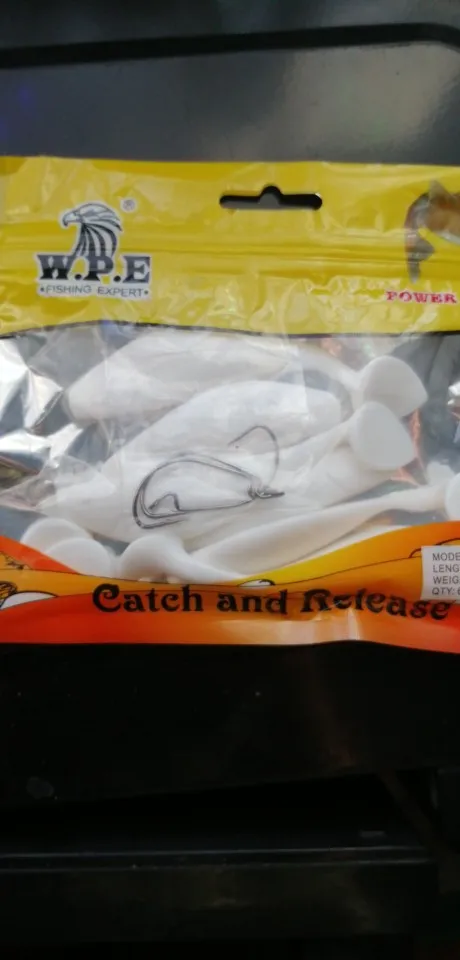 ®
W.P.E
•FISHING EXPERT•
POWER
MODE
LENG
WEIG
QTY:
Catch and Release